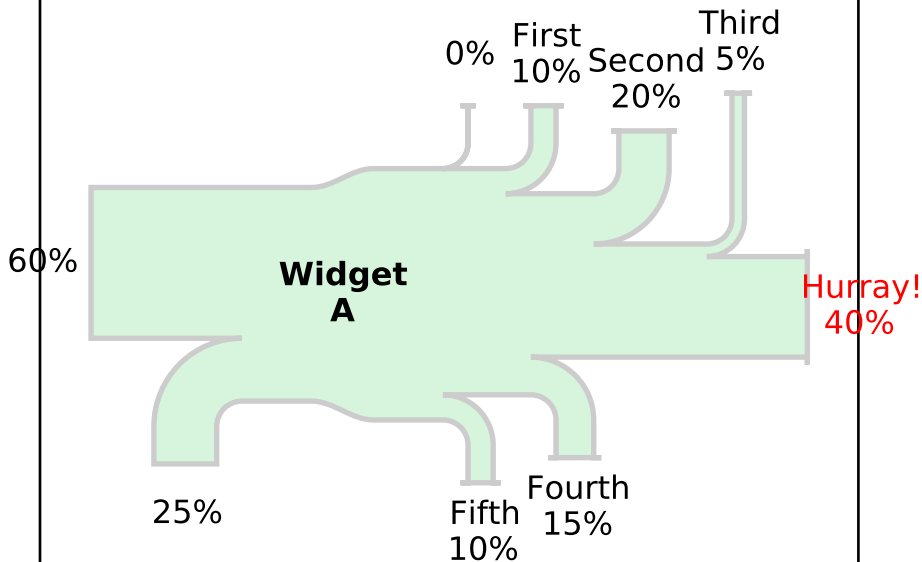 Third
5%
First
10%
0%
Second
20%
60%
Widget
A
Hurray!
40%
25%
Fifth
10%
Fourth
15%